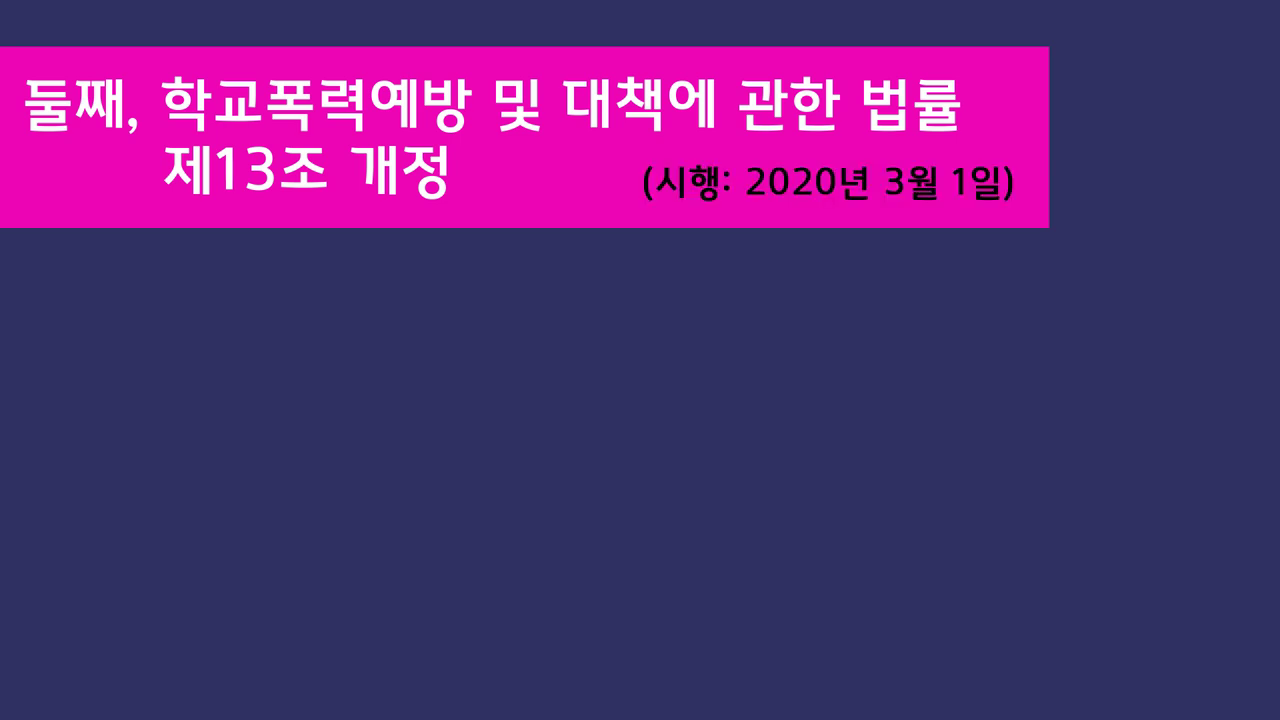 둘째, 학교폭력예방 및 대책에 관한 법률
제13조 개정 (시행: 2020년 3월 1일)